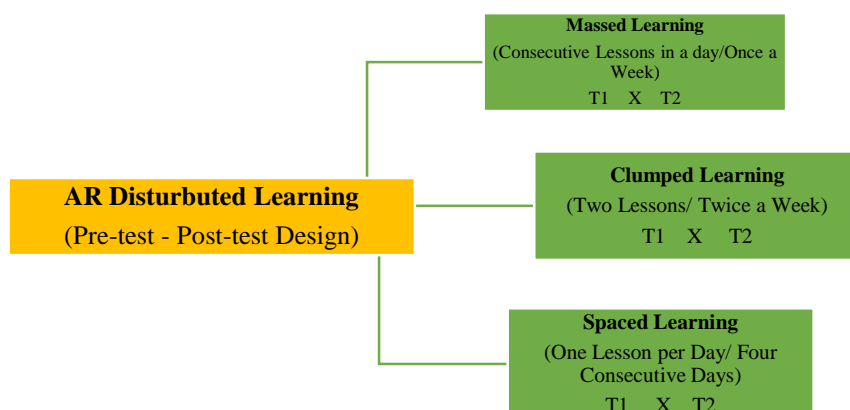 Massed Learning
(Consecutive Lessons in a day/Once a
Week)
T1 X T2
AR Disturbuted Learning
(Pre-test - Post-test Design)
Clumped Learning
(Two Lessons/ Twice a Week)
T1 X T2
Spaced Learning
(One Lesson per Day/ Four
Consecutive Days)
T1 X T2